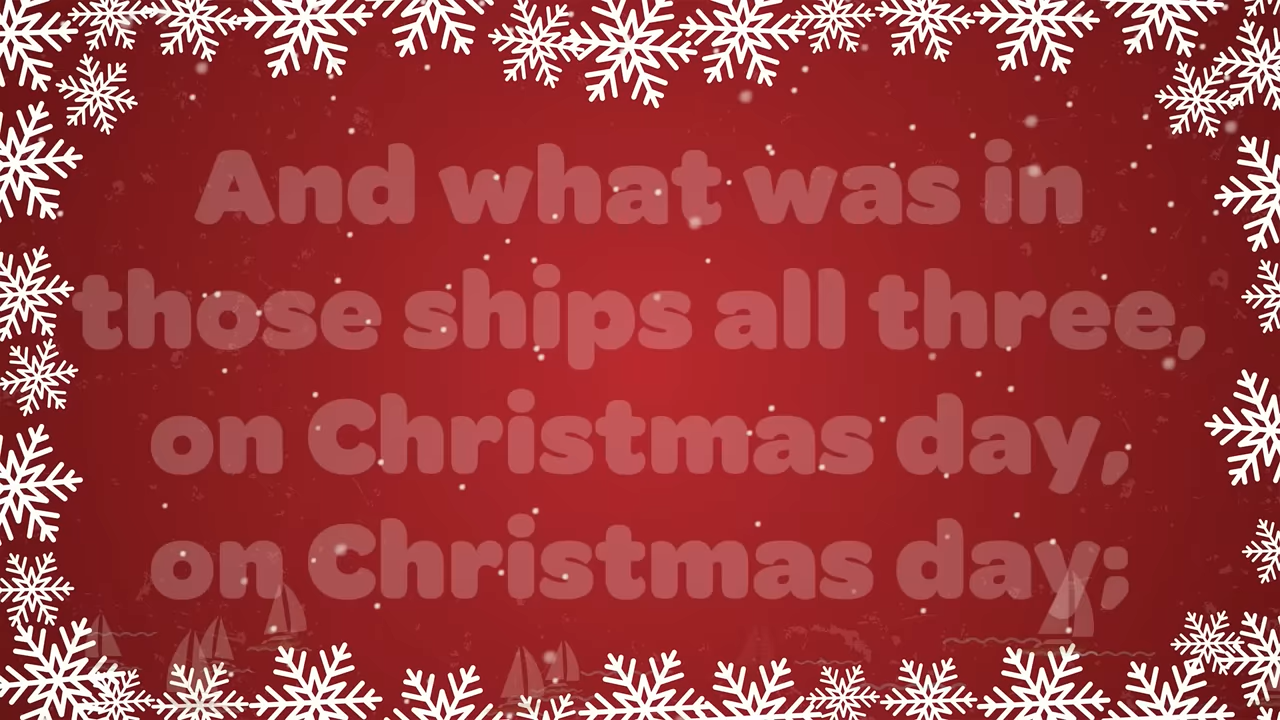 And what was in
those ships all three,
on Christmas day,
on Christmas day;